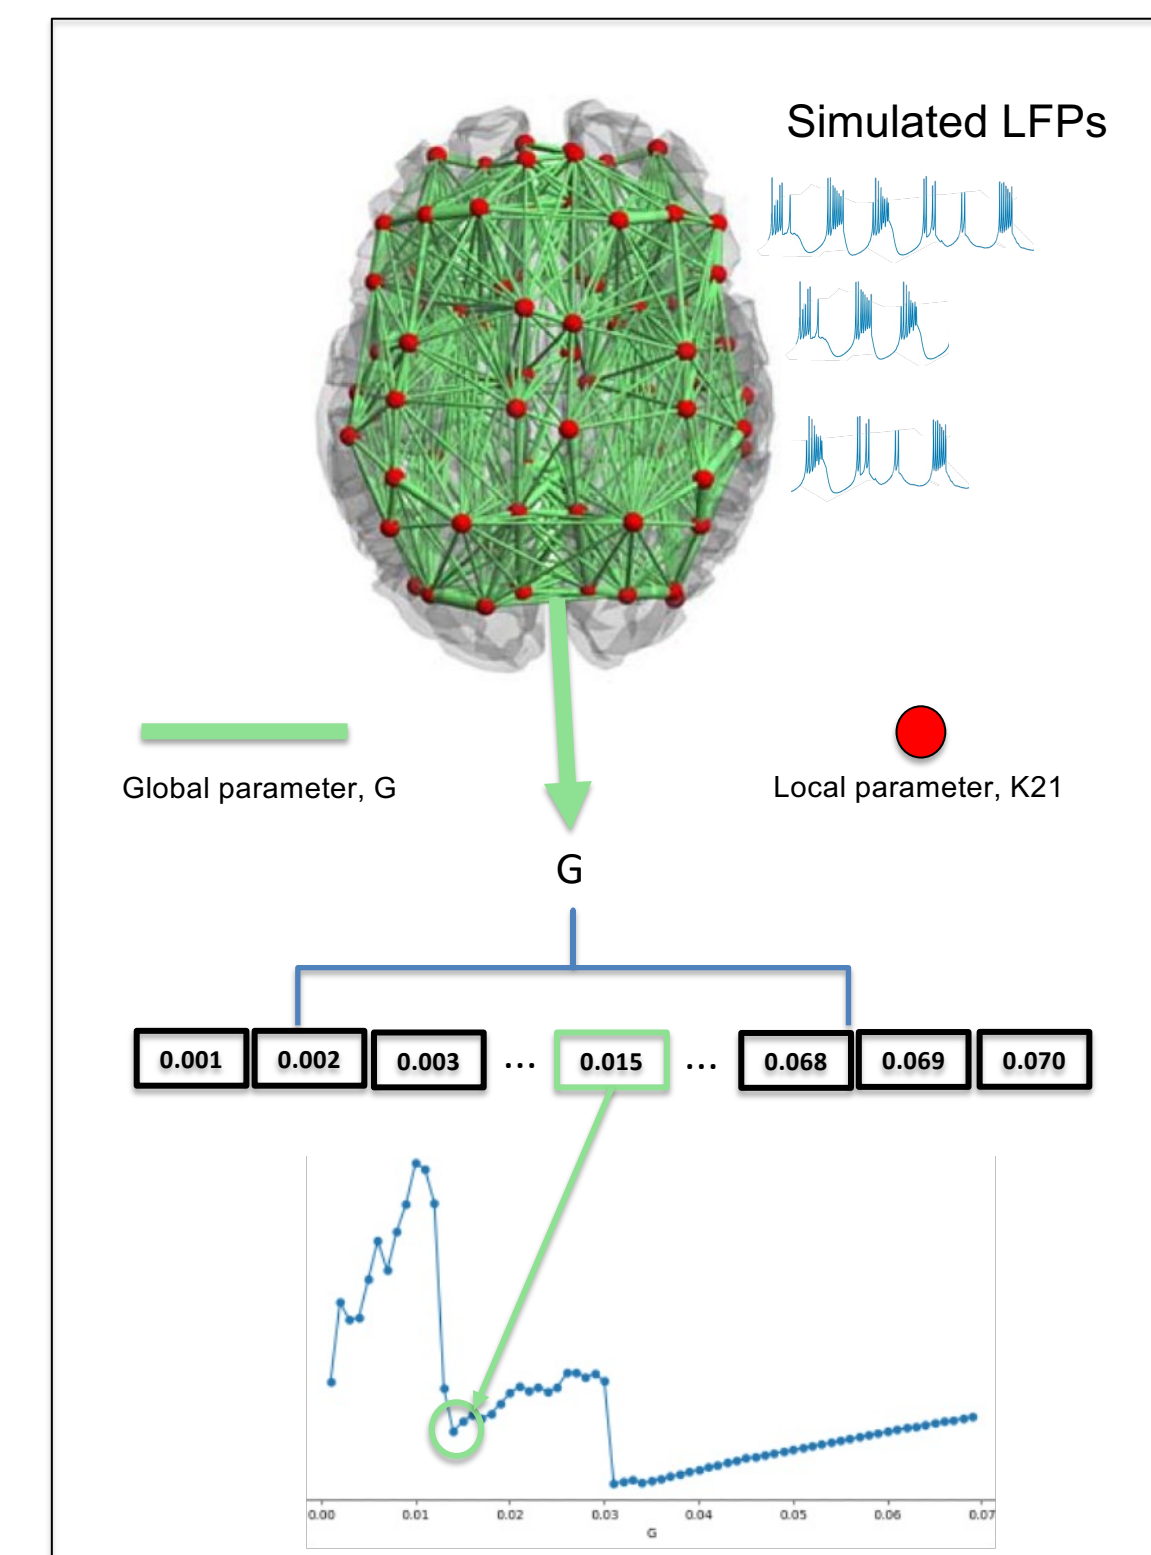 Simulated LFPs
Global parameter, G
Local parameter, K21
G
0.001 0.002 0.003 ... 0.015 ... 0.068 0.069 0.070
0.00 0.01 0.02 0.03 0.04 0.05 0.06 0.07
G